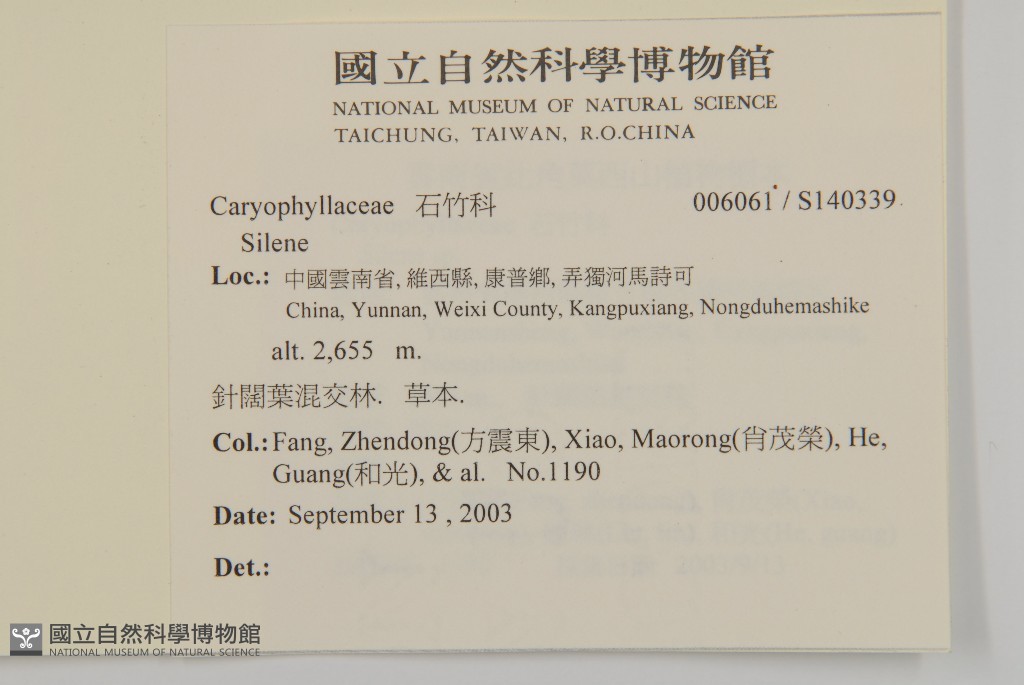 國立自然科學博物館
NATIONAL MUSEUM OF NATURAL SCIENCE
TAICHUNG, TAIWAN, R.O.CHINA
Caryophyllaceae 石竹科 006061 / S140339
Silene
Loc.: 中國雲南省, 維西縣, 康普鄉, 弄獨河馬詩可
China, Yunnan, Weixi County, Kangpuxiang, Nongduhemashike
alt. 2,655 m.
針闊葉混交林. 草本.
Col.: Fang, Zhendong(方震東), Xiao, Maorong(肖茂榮), He,
Guang(和光), & al. No.1190
Date: September 13 , 2003
Det.:
國立自然科學博物館
NATIONAL MUSEUM OF NATURAL SCIENCE